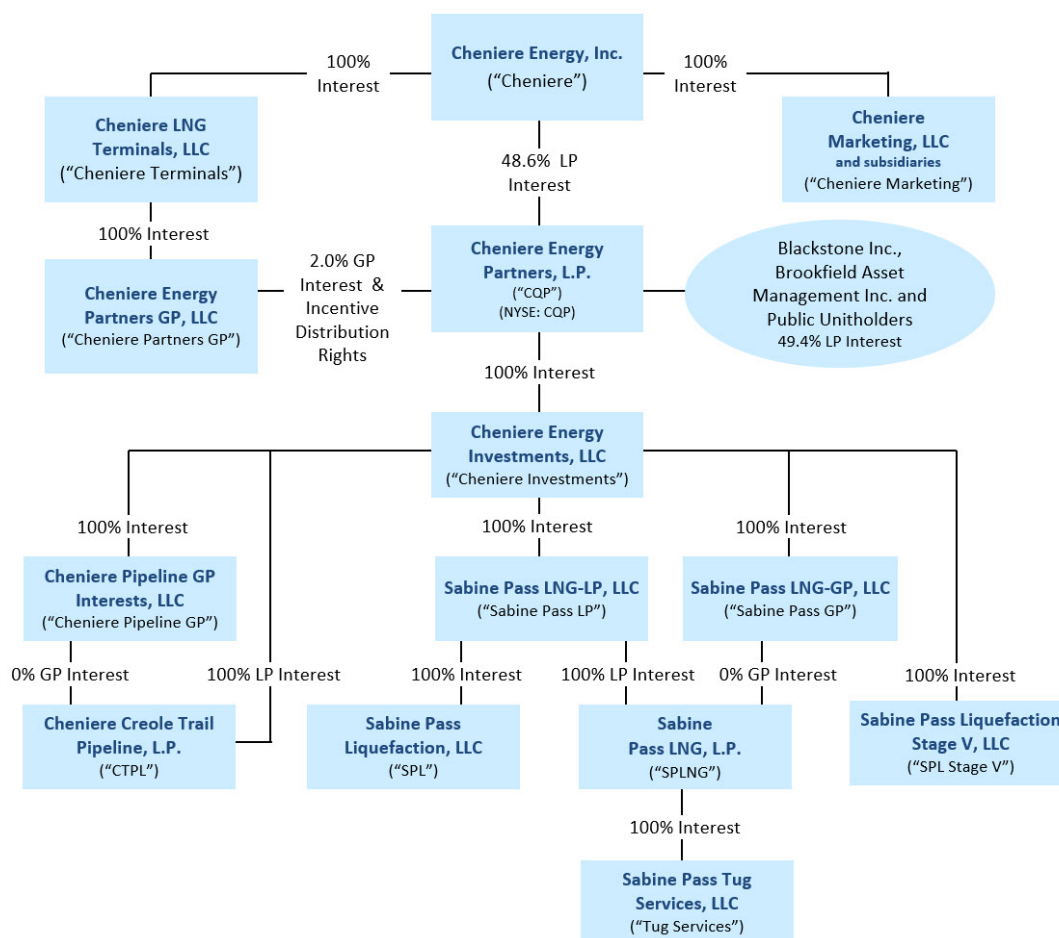 Cheniere Energy, Inc.
(“Cheniere”)
100%
Interest
100%
Interest
Cheniere LNG
Terminals, LLC
(“Cheniere Terminals”)
48.6% LP
Interest
Cheniere
Marketing, LLC
and subsidiaries
(“Cheniere Marketing”)
100% Interest
Cheniere Energy
Partners GP, LLC
(“Cheniere Partners GP”)
2.0% GP
Interest &
Incentive
Distribution
Rights
Cheniere Energy
Partners, L.P.
(“CQP”)
(NYSE: CQP)
Blackstone Inc.,
Brookfield Asset
Management Inc. and
Public Unitholders
49.4% LP Interest
100% Interest
Cheniere Energy
Investments, LLC
(“Cheniere Investments”)
100% Interest
100% Interest
100% Interest
Cheniere Pipeline GP
Interests, LLC
(“Cheniere Pipeline GP”)
Sabine Pass LNG-LP, LLC
(“Sabine Pass LP”)
Sabine Pass LNG-GP, LLC
(“Sabine Pass GP”)
0% GP Interest
100% LP Interest
100% Interest
100% LP Interest
0% GP Interest
100% Interest
Cheniere Creole Trail
Pipeline, L.P.
(“CTPL”)
Sabine Pass
Liquefaction, LLC
(“SPL”)
Sabine
Pass LNG, L.P.
(“SPLNG”)
Sabine Pass Liquefaction
Stage V, LLC
(“SPL Stage V”)
100% Interest
Sabine Pass Tug
Services, LLC
(“Tug Services”)